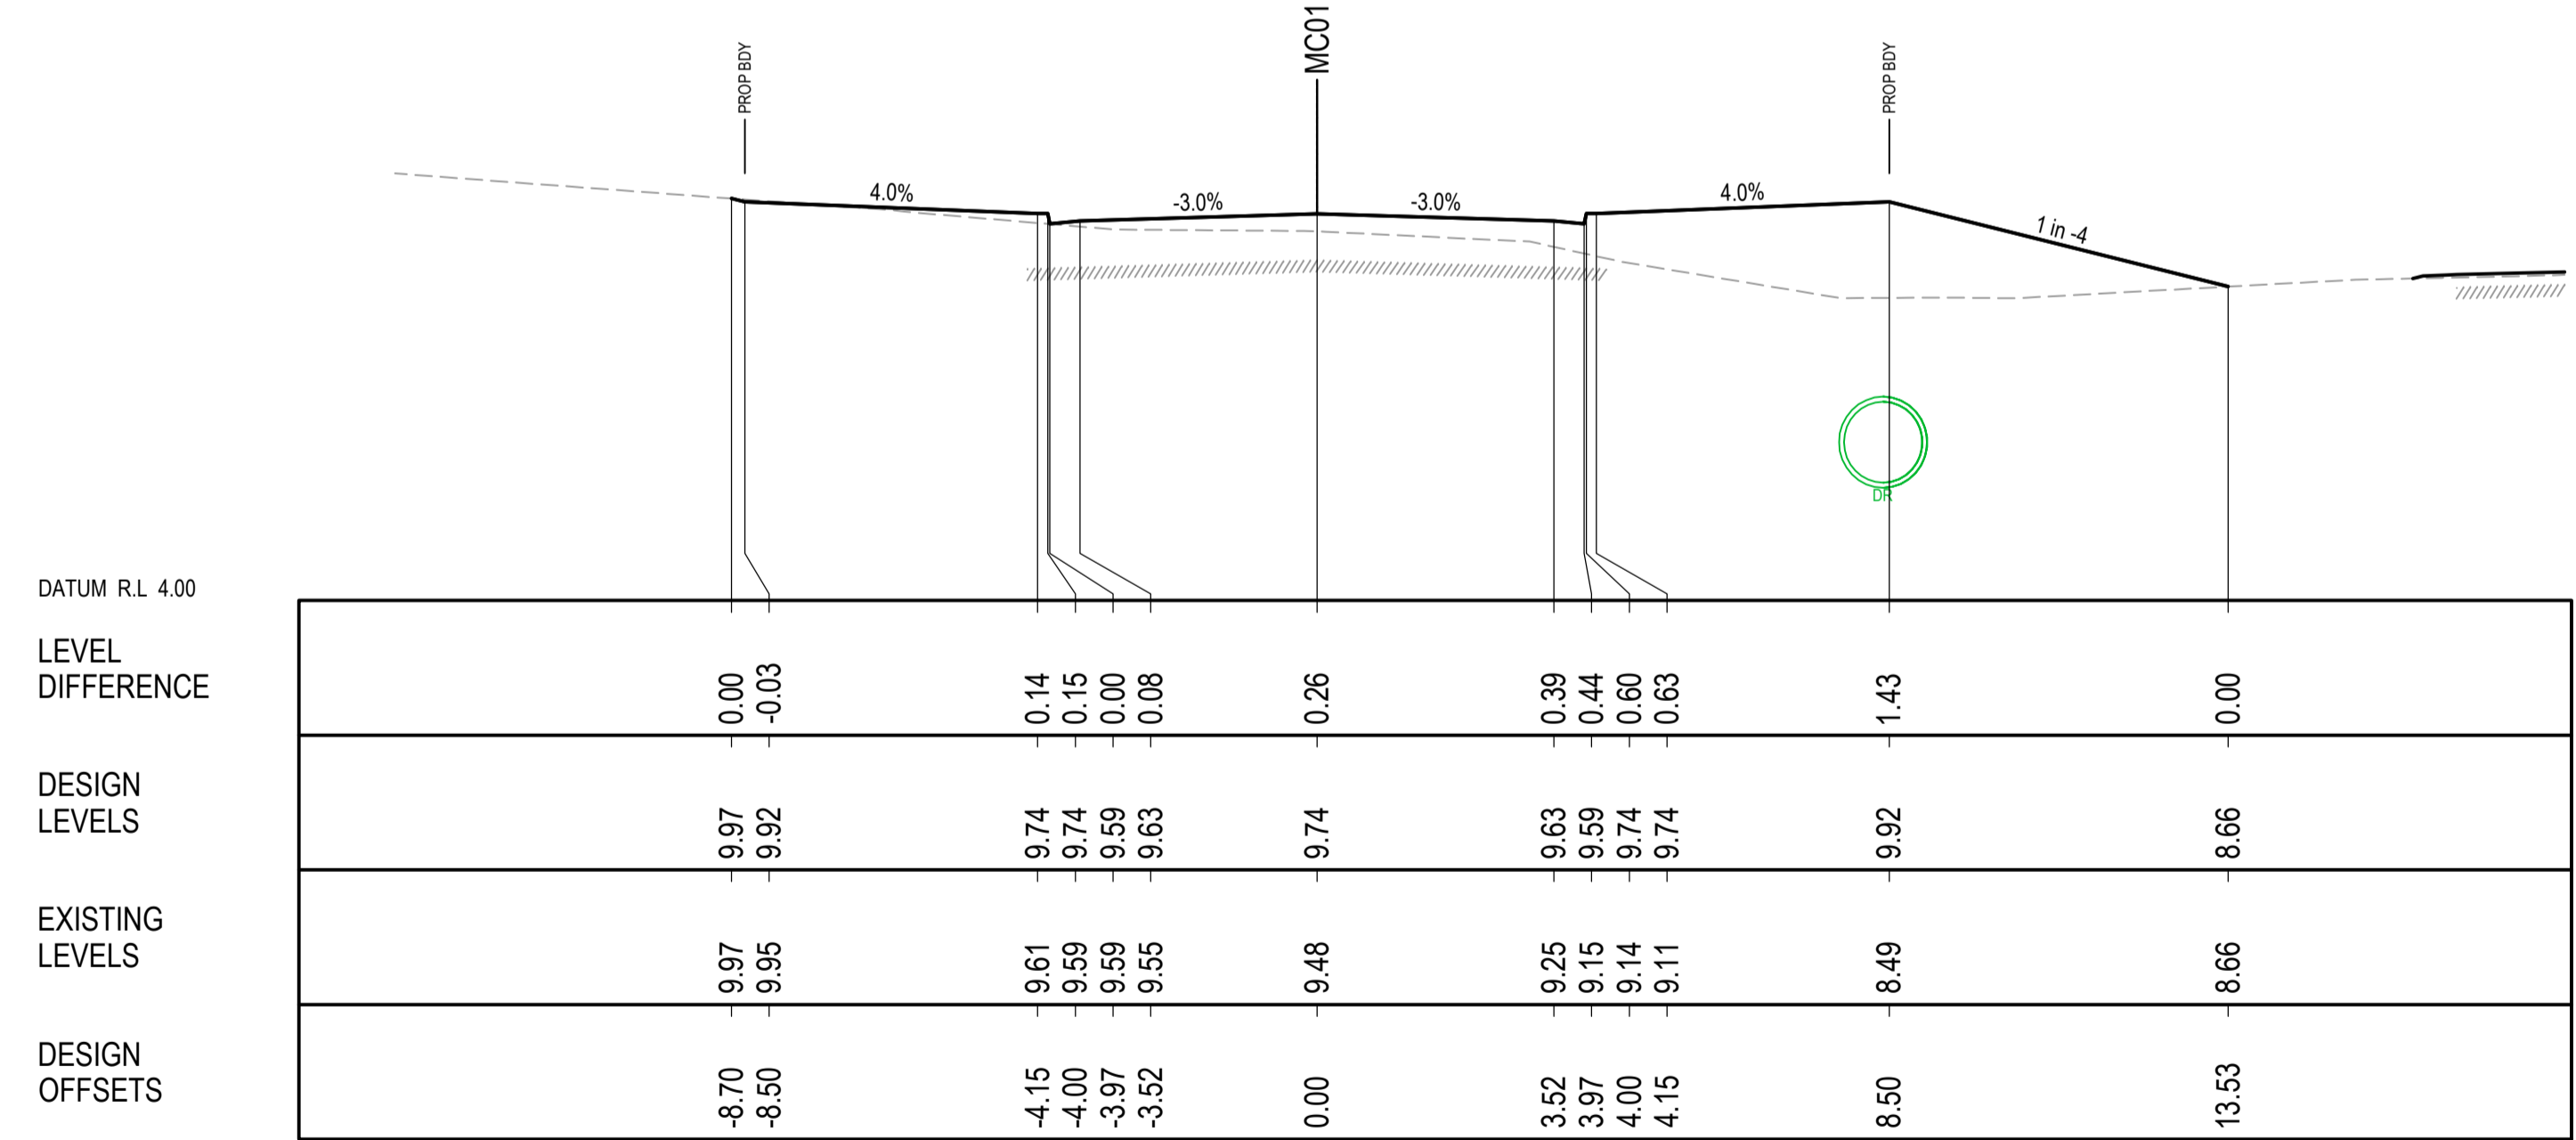 MC01
PROP BDY
PROP BDY
4.0%
-3.0%
-3.0%
4.0%
1 in -4
DR
DATUM R.L 4.00
LEVEL
DIFFERENCE
0.00 -0.03 0.14 0.15 0.00 0.08 0.26 0.39 0.44 0.60 0.63 1.43 0.00
DESIGN
LEVELS
9.97 9.92 9.74 9.74 9.59 9.63 9.74 9.63 9.59 9.74 9.74 9.92 8.66
EXISTING
LEVELS
9.97 9.95 9.61 9.59 9.59 9.55 9.48 9.25 9.15 9.14 9.11 8.49 8.66
DESIGN
OFFSETS
-8.70 -8.50 -4.15 -4.00 -3.97 -3.52 0.00 3.52 3.97 4.00 4.15 8.50 13.53